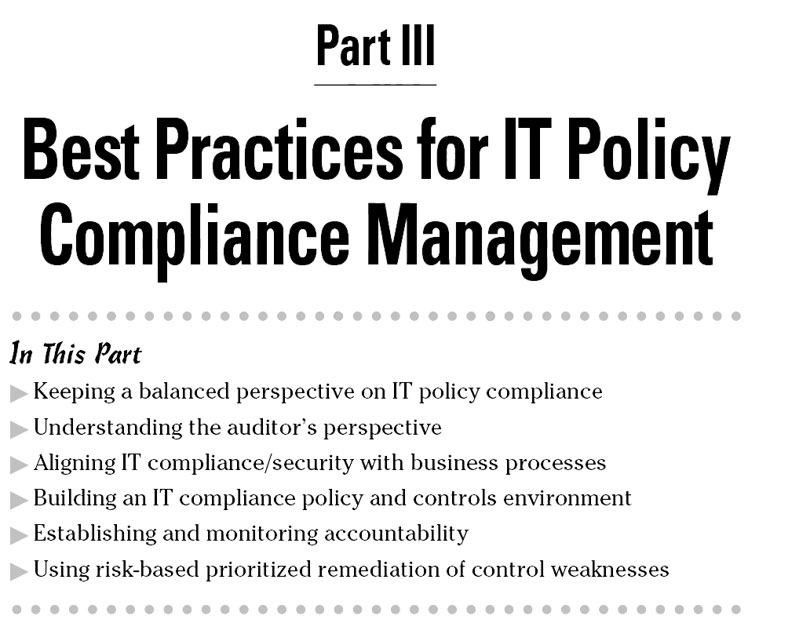 Part III
Best Practices for IT Policy
Compliance Management
In This Part
Keeping a balanced perspective on IT policy compliance
Understanding the auditor’s perspective
Aligning IT compliance/security with business processes
Building an IT compliance policy and controls environment
Establishing and monitoring accountability
Using risk-based prioritized remediation of control weaknesses